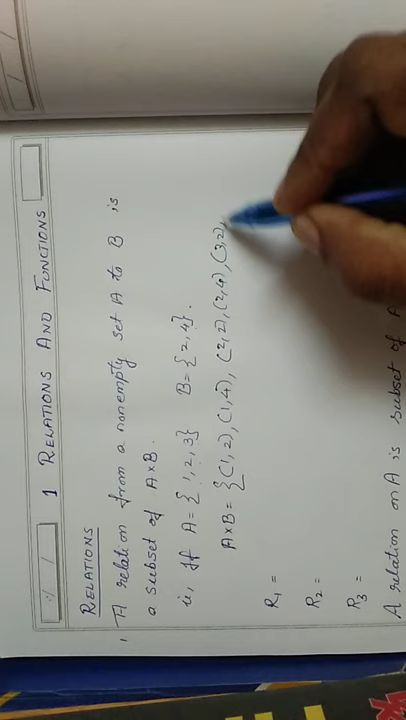 1 RELATIONS AND FUNCTIONS
RELATIONS
A relation from a nonempty set A to B is
a subset of A×B.
ie, If A = {1, 2, 3} B = {2, 4}.
A×B = {(1,2), (1,4), (2,2), (2,4), (3,2),
R₁ =
R₂ =
R₃ =
A relation on A is subset of A